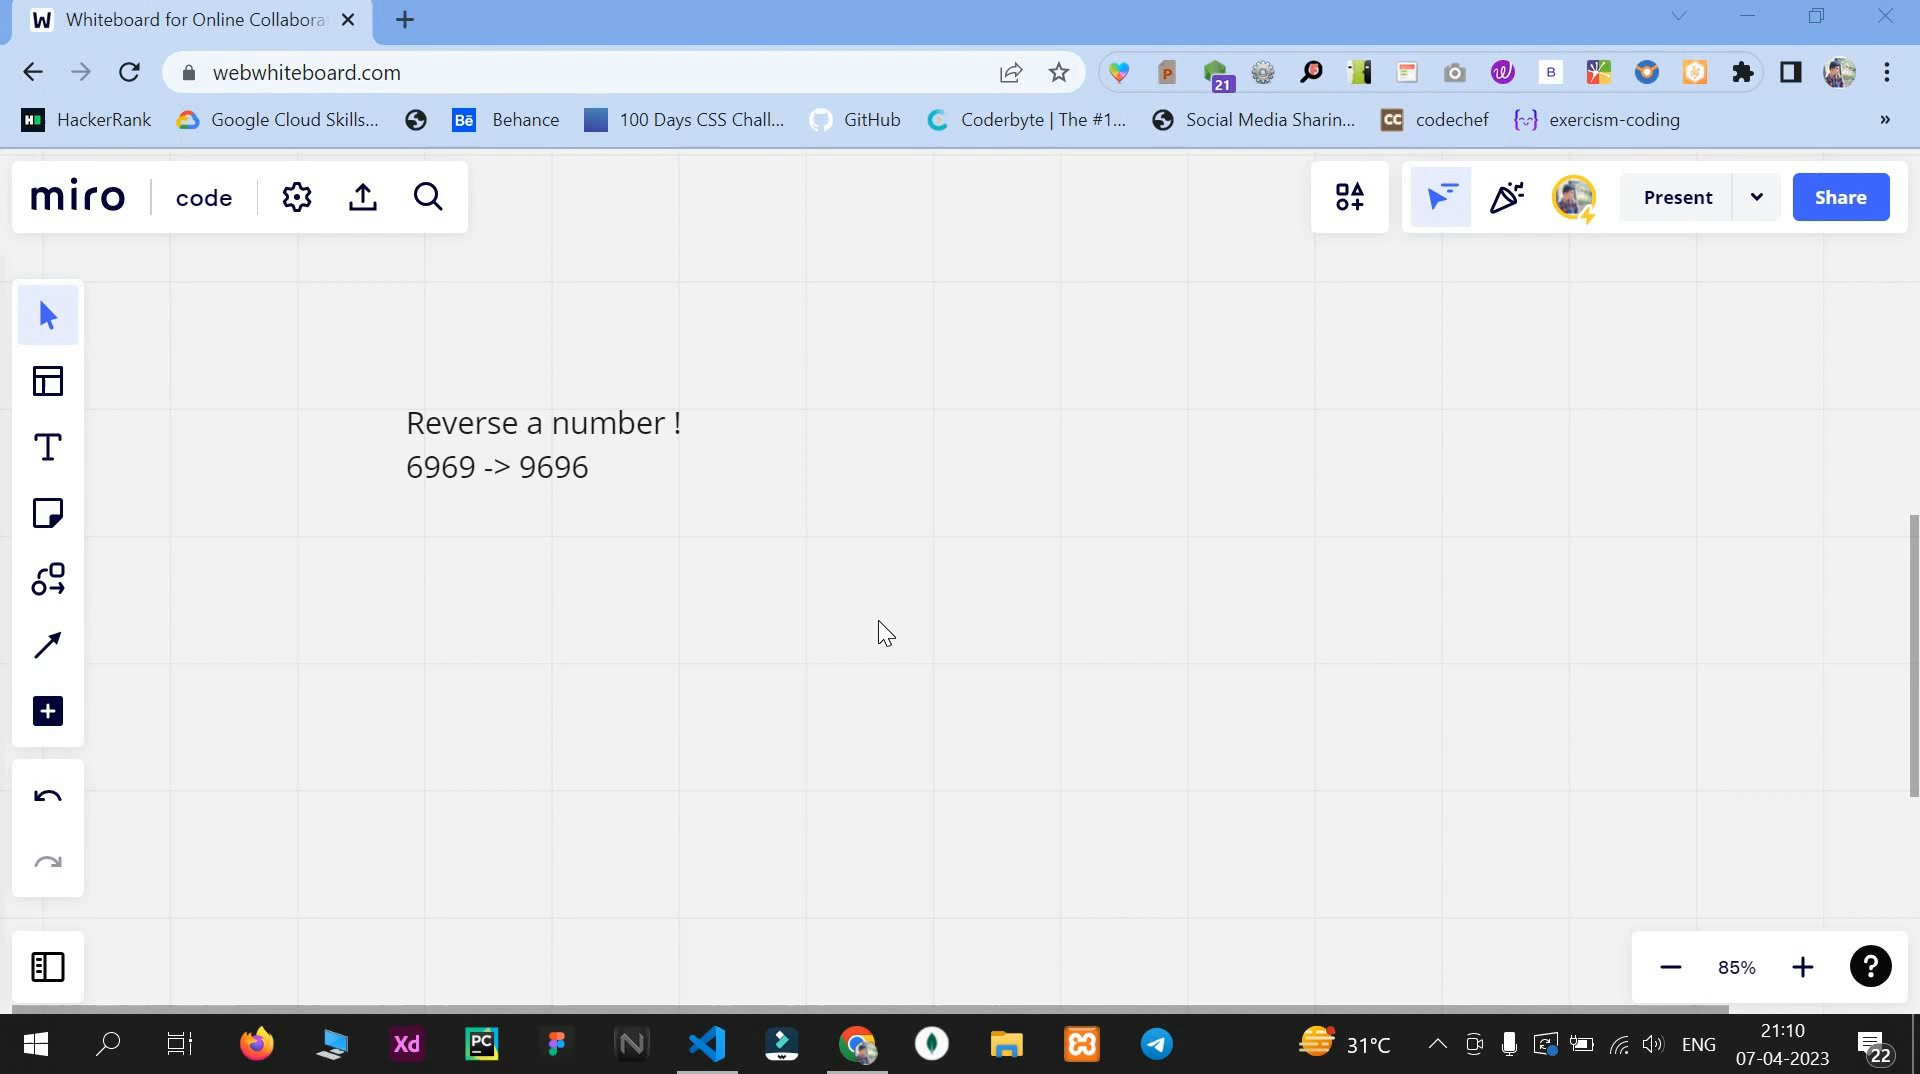 Whiteboard for Online Collabora
webwhiteboard.com
21
HackerRank
Google Cloud Skills...
Behance
100 Days CSS Chall...
GitHub
Coderbyte | The #1...
Social Media Sharin...
codechef
exercism-coding
»
miro
code
Present
Share
Reverse a number !
6969 -> 9696
85%
31°C
ENG
21:10
07-04-2023
22